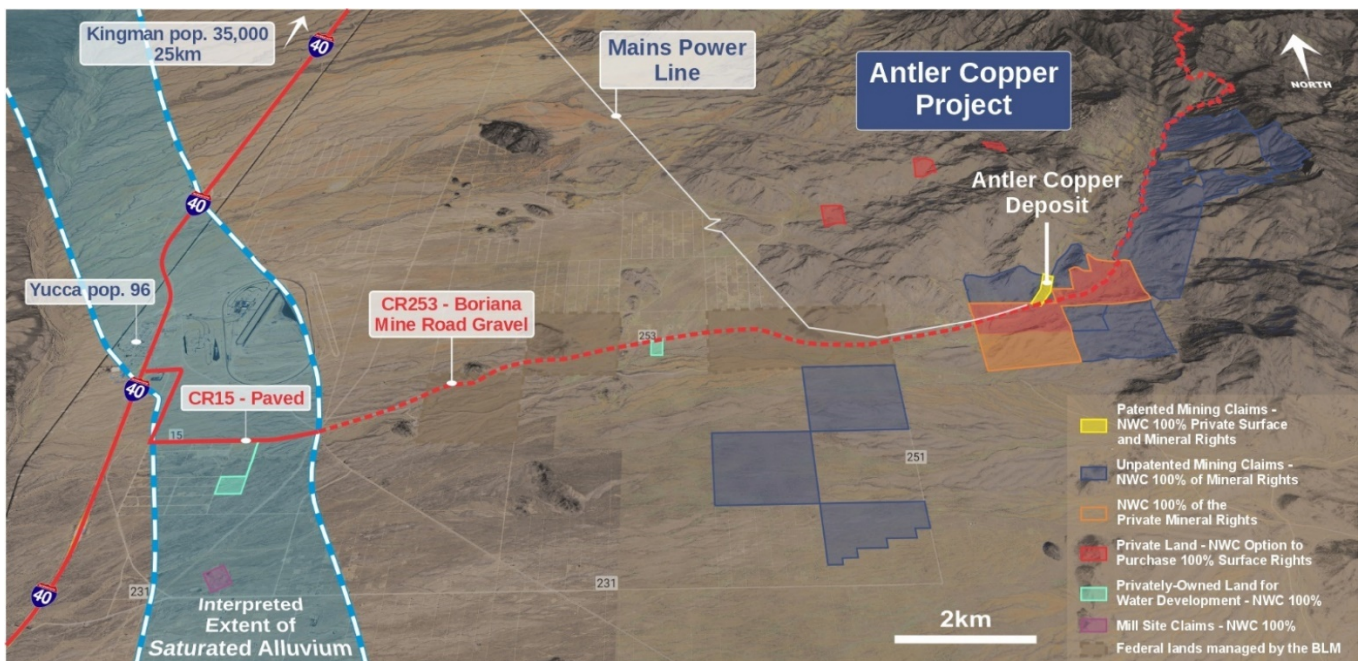 Kingman pop. 35,000
25km
40
Mains Power
Line
Antler Copper
Project
NORTH
Antler Copper
Deposit
40
Yucca pop. 96
CR253 - Boriana
Mine Road Gravel
253
40
CR15 - Paved
15
251
40
231
231
Interpreted
Extent of
Saturated Alluvium
2km
Patented Mining Claims -
NWC 100% Private Surface
and Mineral Rights
Unpatented Mining Claims -
NWC 100% of Mineral Rights
NWC 100% of the
Private Mineral Rights
Private Land - NWC Option to
Purchase 100% Surface Rights
Privately-Owned Land for
Water Development - NWC 100%
Mill Site Claims - NWC 100%
Federal lands managed by the BLM